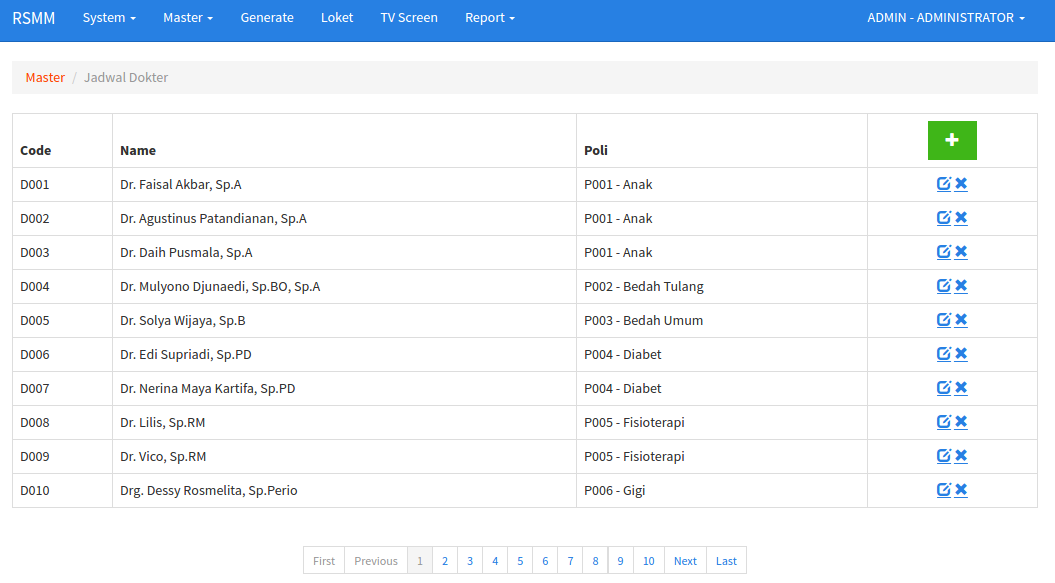 RSMM System Master Generate Loket TV Screen Report ADMIN - ADMINISTRATOR
Master / Jadwal Dokter
Code Name Poli
D001 Dr. Faisal Akbar, Sp.A P001 - Anak
D002 Dr. Agustinus Patandianan, Sp.A P001 - Anak
D003 Dr. Daih Pusmala, Sp.A P001 - Anak
D004 Dr. Mulyono Djunaedi, Sp.BO, Sp.A P002 - Bedah Tulang
D005 Dr. Solya Wijaya, Sp.B P003 - Bedah Umum
D006 Dr. Edi Supriadi, Sp.PD P004 - Diabet
D007 Dr. Nerina Maya Kartifa, Sp.PD P004 - Diabet
D008 Dr. Lilis, Sp.RM P005 - Fisioterapi
D009 Dr. Vico, Sp.RM P005 - Fisioterapi
D010 Drg. Dessy Rosmelita, Sp.Perio P006 - Gigi
First Previous 1 2 3 4 5 6 7 8 9 10 Next Last